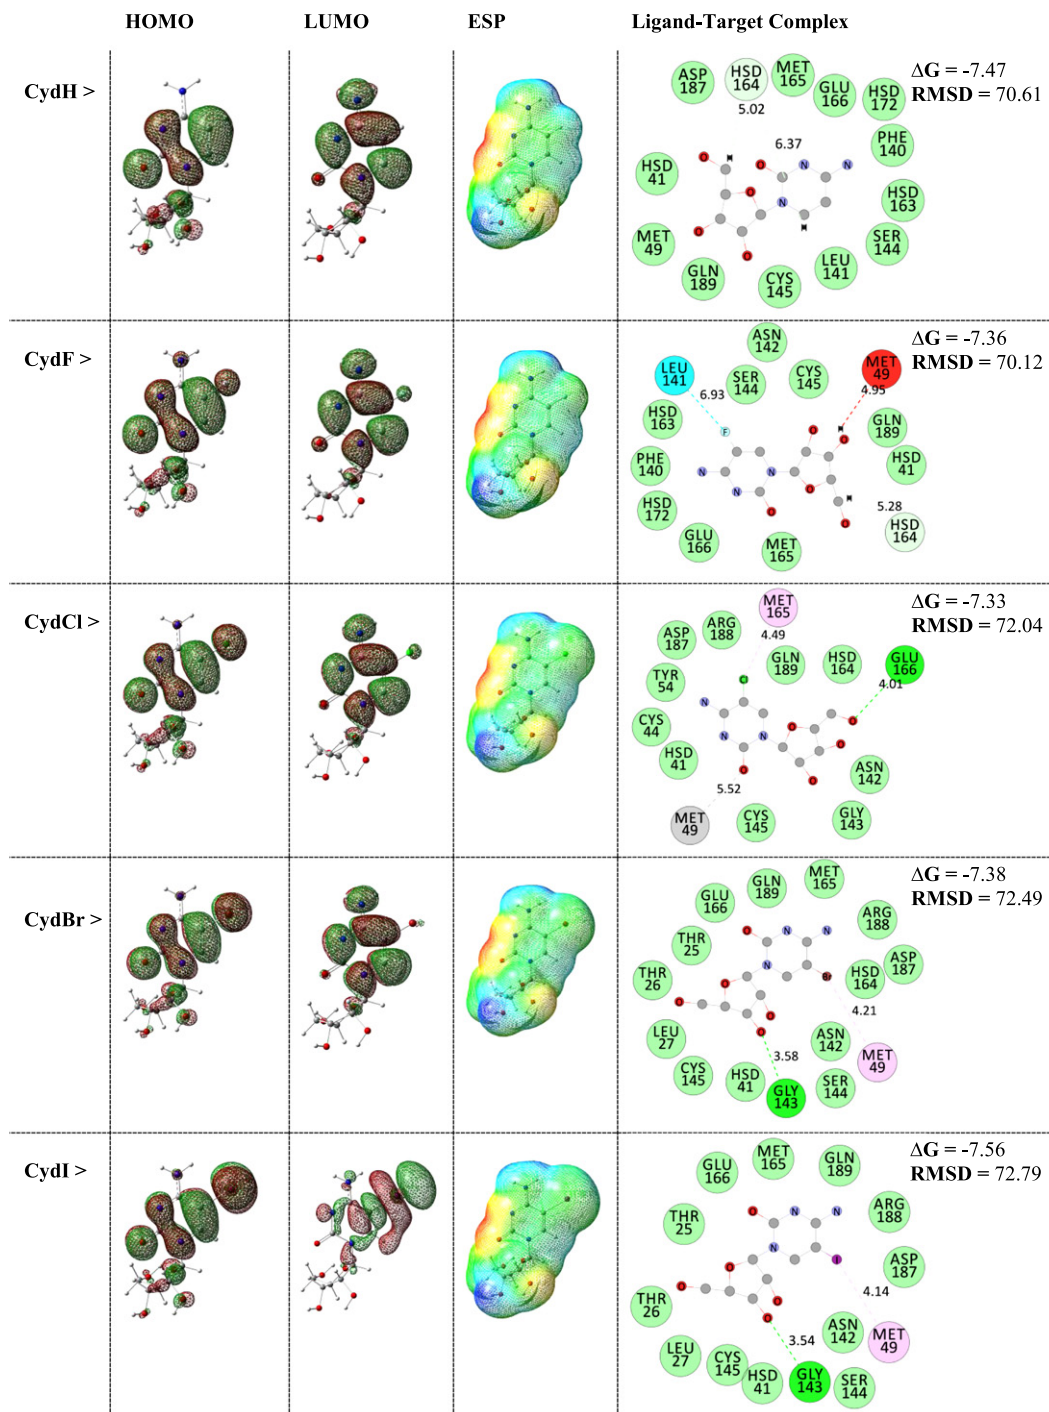 HOMO LUMO ESP Ligand-Target Complex
CydH >
ΔG = -7.47
RMSD = 70.61
ASP 187
HSD 164
5.02
MET 165
GLU 166
HSD 172
PHE 140
6.37
HSD 41
HSD 163
MET 49
SER 144
GLN 189
CYS 145
LEU 141
O O O O O O N N N H H
CydF >
ΔG = -7.36
RMSD = 70.12
ASN 142
LEU 141
SER 144
CYS 145
MET 49
6.93
4.95
HSD 163
GLN 189
PHE 140
HSD 41
HSD 172
5.28
HSD 164
GLU 166
MET 165
F N N N O O O O O H H
CydCl >
ΔG = -7.33
RMSD = 72.04
MET 165
ASP 187
ARG 188
4.49
GLN 189
HSD 164
GLU 166
4.01
TYR 54
CYS 44
HSD 41
ASN 142
5.52
MET 49
CYS 145
GLY 143
N N N O O O O O
CydBr >
ΔG = -7.38
RMSD = 72.49
GLU 166
GLN 189
MET 165
ARG 188
THR 25
HSD 164
ASP 187
THR 26
4.21
LEU 27
ASN 142
3.58
MET 49
CYS 145
HSD 41
GLY 143
SER 144
O N N N Br O O O O
CydI >
ΔG = -7.56
RMSD = 72.79
GLU 166
MET 165
GLN 189
ARG 188
THR 25
ASP 187
THR 26
4.14
ASN 142
MET 49
3.54
LEU 27
CYS 145
HSD 41
GLY 143
SER 144
O N N N I O O O O